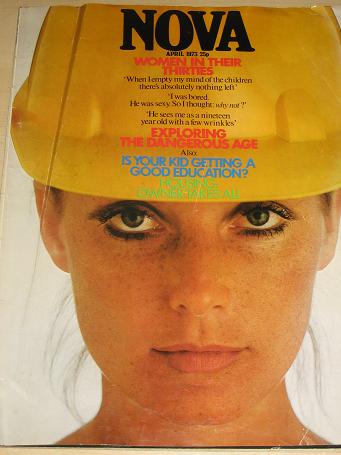 NOVA
APRIL 1973 25p
WOMEN IN THEIR
THIRTIES
'When I empty my mind of the children
there's absolutely nothing left'
'I was bored.
He was sexy. So I thought: why not?'
'He sees me as a nineteen
year old with a few wrinkles'
EXPLORING
THE DANGEROUS AGE
Also:
IS YOUR KID GETTING A
GOOD EDUCATION?
HOUSING:
OWNER TAKES ALL